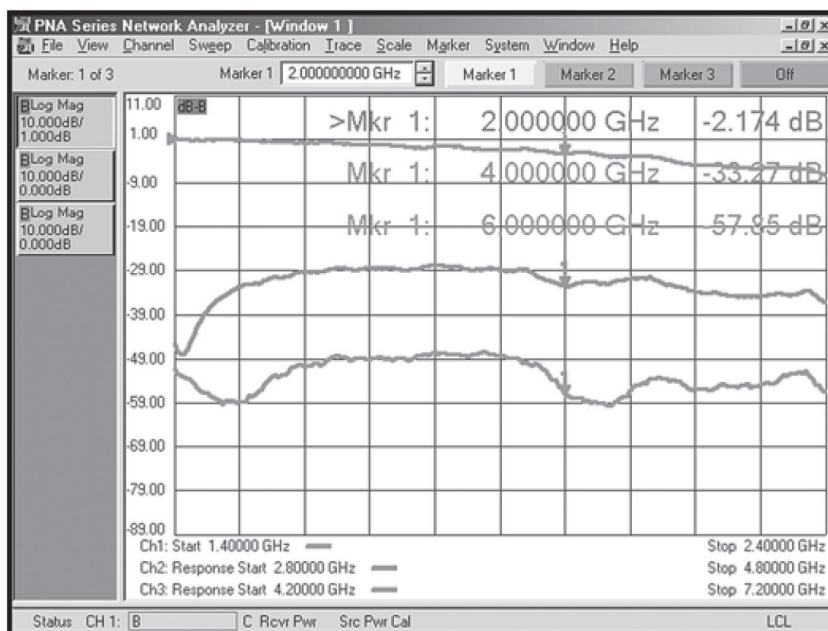 PNA Series Network Analyzer - [Window 1 ]
File View Channel Sweep Calibration Trace Scale Marker System Window Help
Marker: 1 of 3 Marker 1 2.000000000 GHz Marker 1 Marker 2 Marker 3 Off
B Log Mag
10.000dB/
1.000dB
B Log Mag
10.000dB/
0.000dB
B Log Mag
10.000dB/
0.000dB
dB-B
11.00
1.00
-9.00
-19.00
-29.00
-39.00
-49.00
-59.00
-69.00
-79.00
-89.00
>Mkr 1: 2.000000 GHz -2.174 dB
Mkr 1: 4.000000 GHz -33.27 dB
Mkr 1: 6.000000 GHz -57.85 dB
Ch1: Start 1.40000 GHz Stop 2.40000 GHz
Ch2: Response Start 2.80000 GHz Stop 4.80000 GHz
Ch3: Response Start 4.20000 GHz Stop 7.20000 GHz
Status CH 1: B C Rcvr Pwr Src Pwr Cal LCL